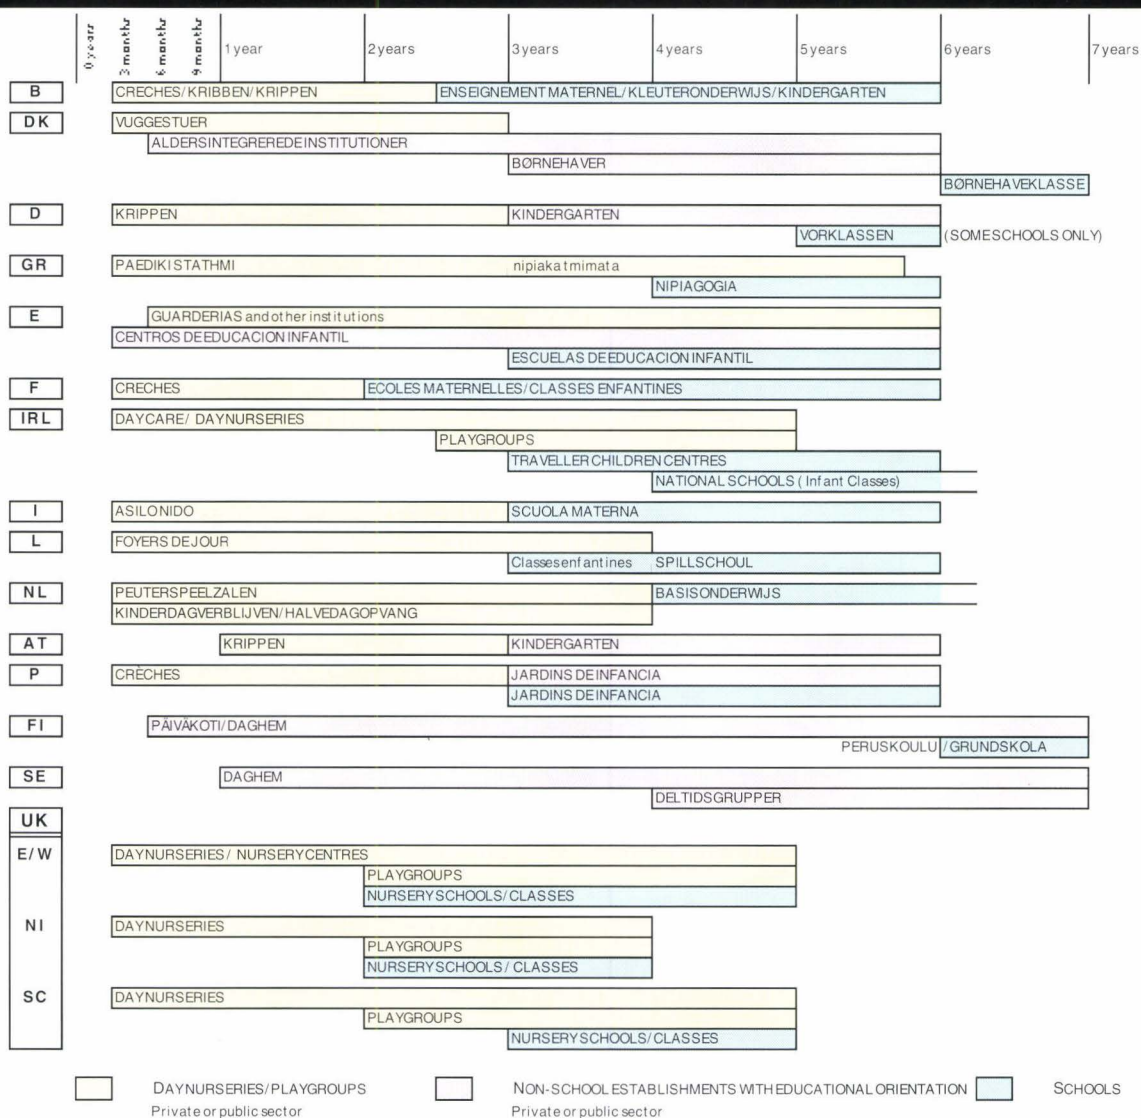 0 years
3 months
6 months
9 months
1 year
2 years
3 years
4 years
5 years
6 years
7 years
B
CRECHES/ KRIBBEN/ KRIPPEN
ENSEIGNEMENT MATERNEL/ KLEUTERONDERWIJS/ KINDERGARTEN
DK
VUGGESTUER
ALDERSINTEGREREDE INSTITUTIONER
BØRNEHAVER
BØRNEHAVEKLASSE
D
KRIPPEN
KINDERGARTEN
VORKLASSEN
(SOME SCHOOLS ONLY)
GR
PAEDIKI STATHMI
nipiaka tmimata
NIPIAGOGIA
E
GUARDERIAS and other institutions
CENTROS DE EDUCACION INFANTIL
ESCUELAS DE EDUCACION INFANTIL
F
CRECHES
ECOLES MATERNELLES/ CLASSES ENFANTINES
IRL
DAYCARE/ DAYNURSERIES
PLAYGROUPS
TRAVELLER CHILDREN CENTRES
NATIONAL SCHOOLS ( Infant Classes)
I
ASILO NIDO
SCUOLA MATERNA
L
FOYERS DE JOUR
Classes enfantines SPILLSCHOUL
NL
PEUTERSPEELZALEN
BASISONDERWIJS
KINDERDAGVERBLIJVEN/ HALVEDAGOPVANG
AT
KRIPPEN
KINDERGARTEN
P
CRÈCHES
JARDINS DE INFANCIA
JARDINS DE INFANCIA
FI
PÄIVÄKOTI/ DAGHEM
PERUSKOULU /GRUNDSKOLA
SE
DAGHEM
DELTIDSGRUPPER
UK
E/W
DAYNURSERIES / NURSERY CENTRES
PLAYGROUPS
NURSERY SCHOOLS/ CLASSES
NI
DAYNURSERIES
PLAYGROUPS
NURSERY SCHOOLS / CLASSES
SC
DAYNURSERIES
PLAYGROUPS
NURSERY SCHOOLS/ CLASSES
DAYNURSERIES/ PLAYGROUPS
Private or public sector
NON-SCHOOL ESTABLISHMENTS WITH EDUCATIONAL ORIENTATION
Private or public sector
SCHOOLS